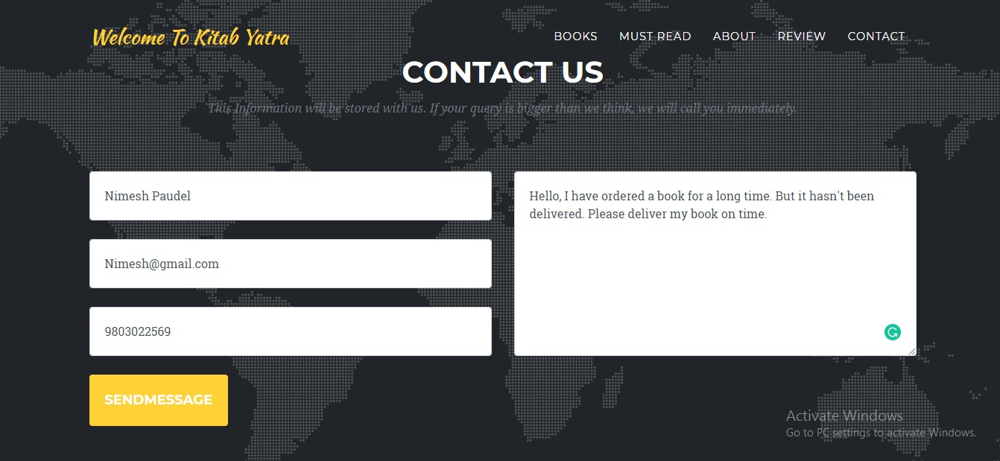 Welcome To Kitab Yatra
BOOKS MUST READ ABOUT REVIEW CONTACT
CONTACT US
This Information will be stored with us. If your query is bigger than we think, we will call you immediately.
Nimesh Paudel
Nimesh@gmail.com
9803022569
Hello, I have ordered a book for a long time. But it hasn't been
delivered. Please deliver my book on time.
SENDMESSAGE
Activate Windows
Go to PC settings to activate Windows.